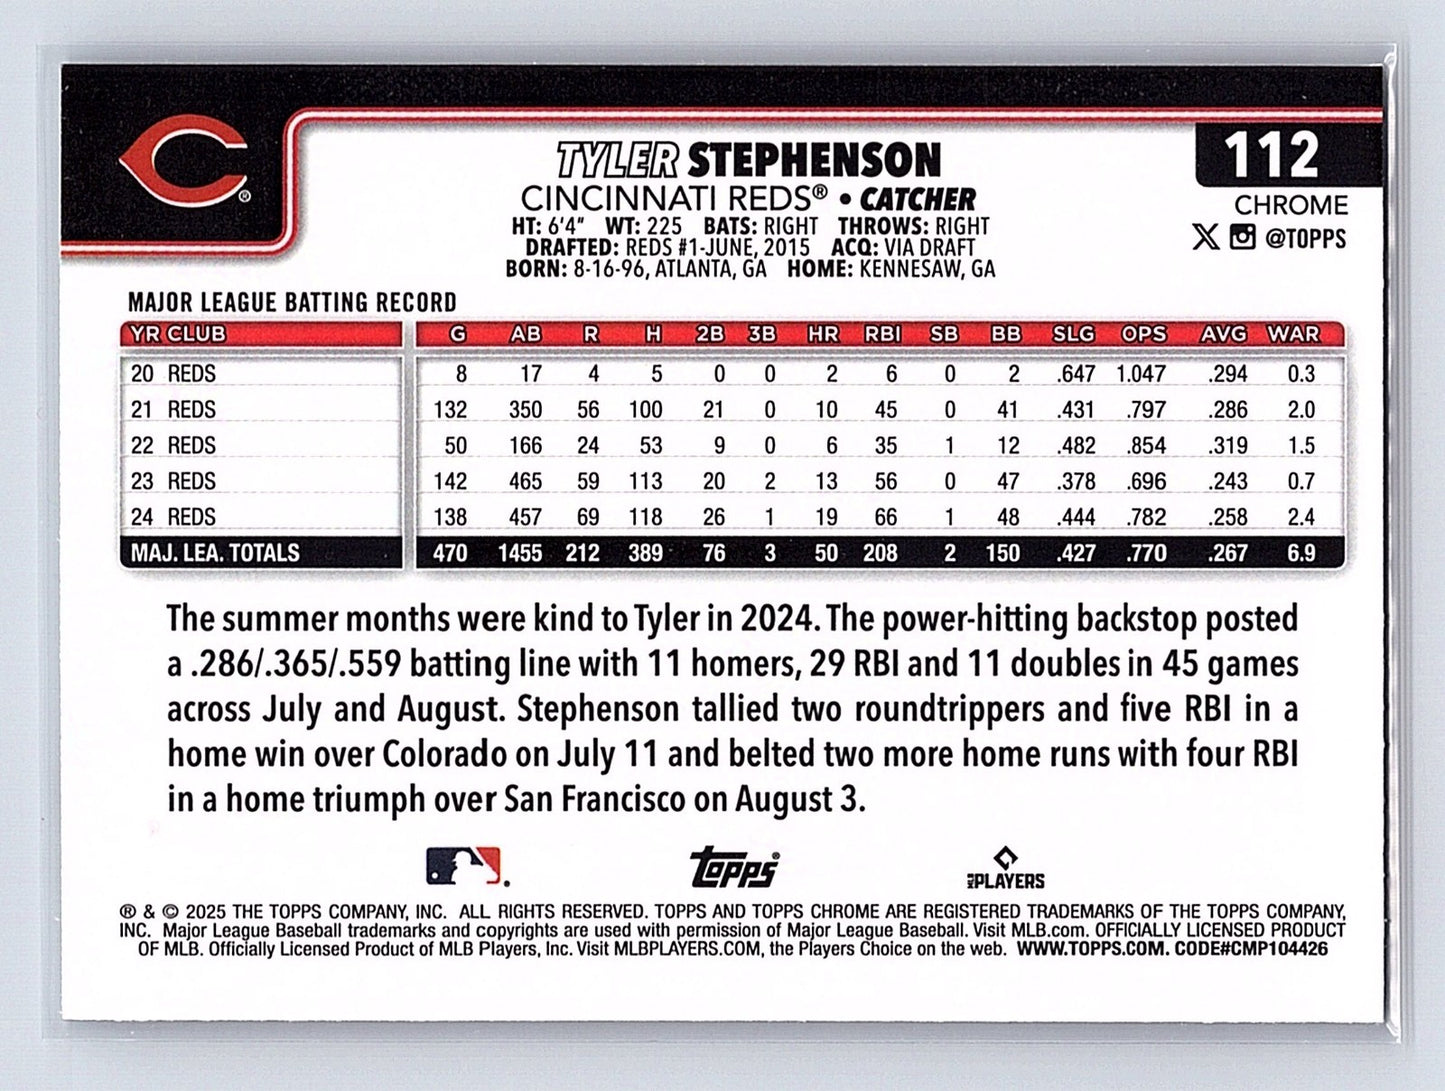 112
TYLER STEPHENSON
CINCINNATI REDS® • CATCHER
CHROME
HT: 6'4" WT: 225 BATS: RIGHT THROWS: RIGHT
@TOPPS
DRAFTED: REDS #1-JUNE, 2015 ACQ: VIA DRAFT
BORN: 8-16-96, ATLANTA, GA HOME: KENNESAW, GA
MAJOR LEAGUE BATTING RECORD
YR CLUB G AB R H 2B 3B HR RBI SB BB SLG OPS AVG WAR
20 REDS 8 17 4 5 0 0 2 6 0 2 .647 1.047 .294 0.3
21 REDS 132 350 56 100 21 0 10 45 0 41 .431 .797 .286 2.0
22 REDS 50 166 24 53 9 0 6 35 1 12 .482 .854 .319 1.5
23 REDS 142 465 59 113 20 2 13 56 0 47 .378 .696 .243 0.7
24 REDS 138 457 69 118 26 1 19 66 1 48 .444 .782 .258 2.4
MAJ. LEA. TOTALS 470 1455 212 389 76 3 50 208 2 150 .427 .770 .267 6.9
The summer months were kind to Tyler in 2024. The power-hitting backstop posted
a .286/.365/.559 batting line with 11 homers, 29 RBI and 11 doubles in 45 games
across July and August. Stephenson tallied two roundtrippers and five RBI in a
home win over Colorado on July 11 and belted two more home runs with four RBI
in a home triumph over San Francisco on August 3.
Topps®
MLB PLAYERS
® & © 2025 THE TOPPS COMPANY, INC. ALL RIGHTS RESERVED. TOPPS AND TOPPS CHROME ARE REGISTERED TRADEMARKS OF THE TOPPS COMPANY,
INC. Major League Baseball trademarks and copyrights are used with permission of Major League Baseball. Visit MLB.com. OFFICIALLY LICENSED PRODUCT
OF MLB. Officially Licensed Product of MLB Players, Inc. Visit MLBPLAYERS.COM, the Players Choice on the web. WWW.TOPPS.COM. CODE#CMP104426